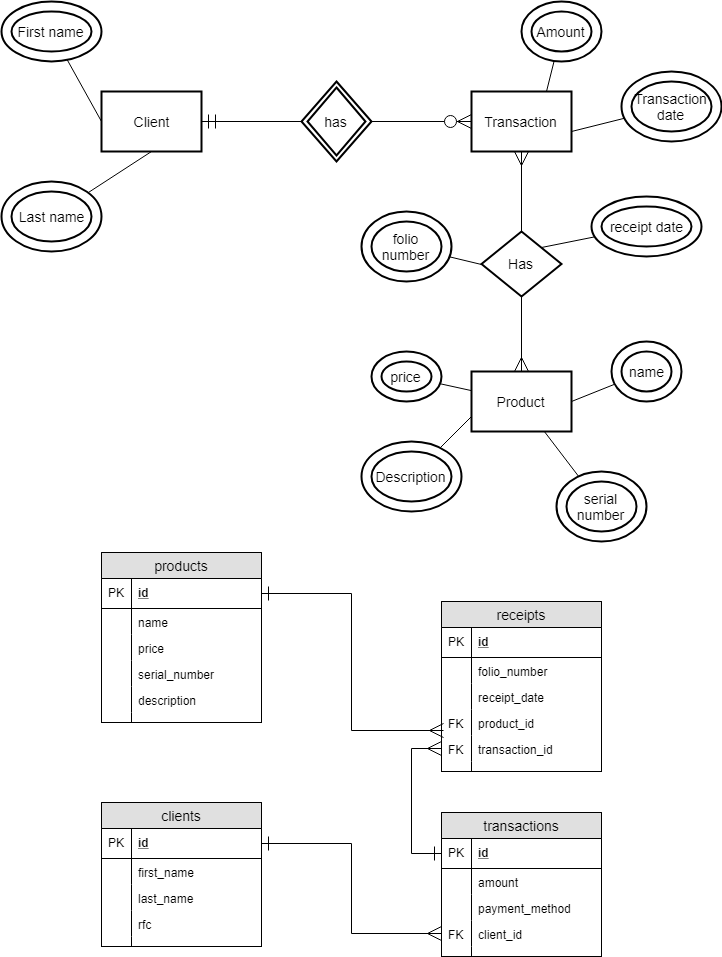 First name
Amount
Transaction
date
Client
has
Transaction
Last name
folio
number
receipt date
Has
price
name
Product
Description
serial
number
products
PK id
name
price
serial_number
description
receipts
PK id
folio_number
receipt_date
FK product_id
FK transaction_id
clients
PK id
first_name
last_name
rfc
transactions
PK id
amount
payment_method
FK client_id